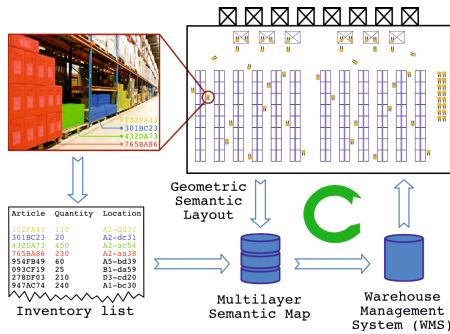 102FA43
301BC23
432DA73
765BA86
Geometric
Semantic
Layout
Article Quantity Location
102FA43 110 A2-dd32
301BC23 20 A2-dc31
432DA73 450 A2-ac54
765BA86 230 A2-aa38
954FB49 60 A5-bd39
093CF19 25 B1-da59
278DF03 210 D3-cd20
947AC74 240 A1-bc30
Inventory list
Multilayer
Semantic Map
Warehouse
Management
System (WMS)